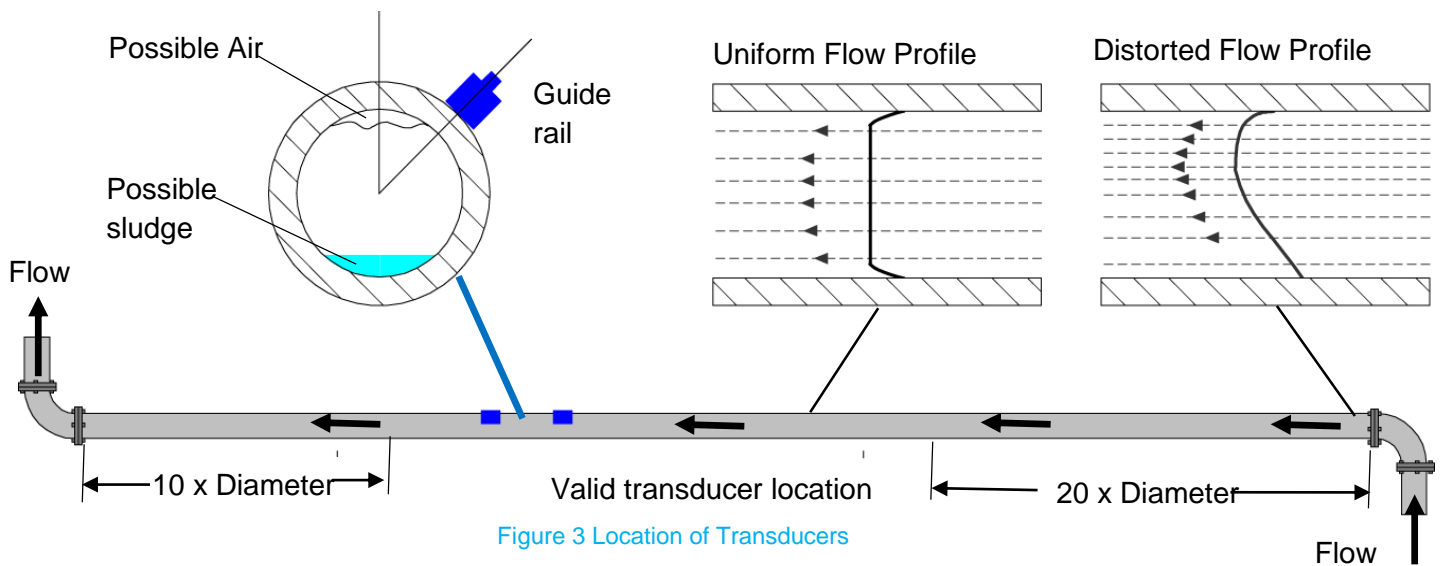 Possible Air
Guide
rail
Uniform Flow Profile
Distorted Flow Profile
Possible
sludge
Flow
10 x Diameter
Valid transducer location
20 x Diameter
Figure 3 Location of Transducers
Flow